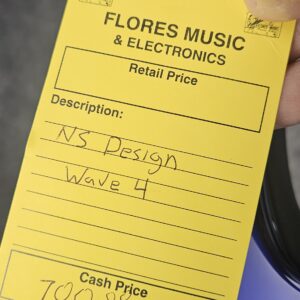 FLORES MUSIC
& ELECTRONICS
Retail Price
Description:
NS Design
Wave 4
Cash Price